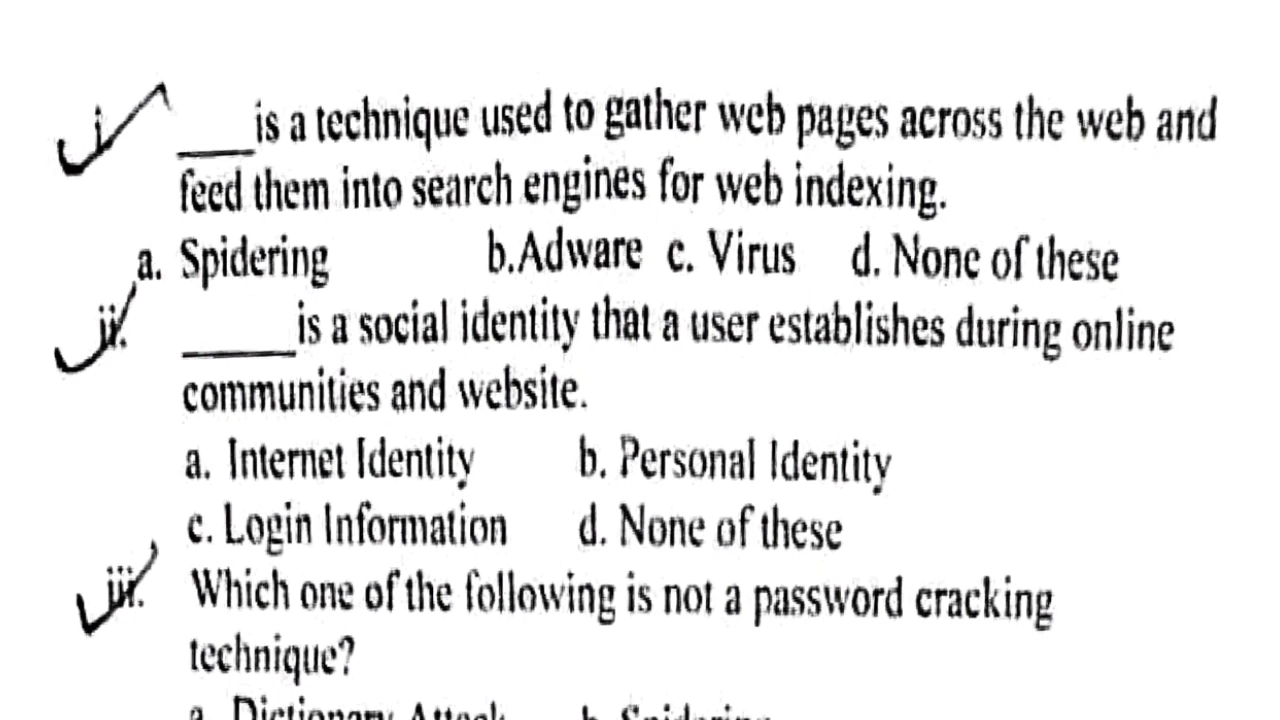 i. ___is a technique used to gather web pages across the web and
feed them into search engines for web indexing.
a. Spidering b.Adware c. Virus d. None of these
ii. _____is a social identity that a user establishes during online
communities and website.
a. Internet Identity b. Personal Identity
c. Login Information d. None of these
iii. Which one of the following is not a password cracking
technique?
a. Dictionary Attack b. Spidering